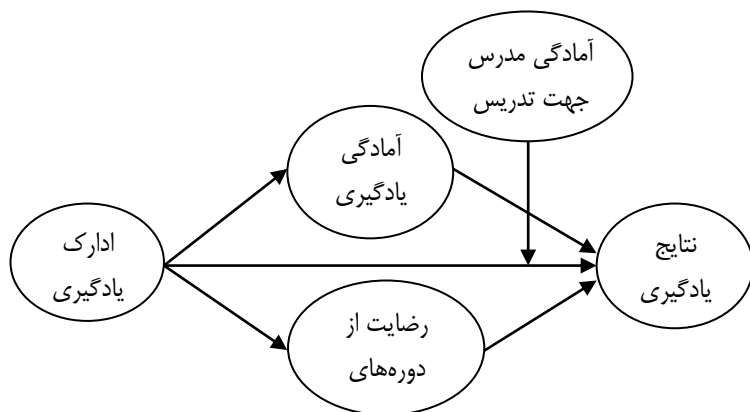 آمادگی مدرس
جهت تدریس
آمادگی
یادگیری
ادارک
یادگیری
نتایج
یادگیری
رضایت از
دوره‌های